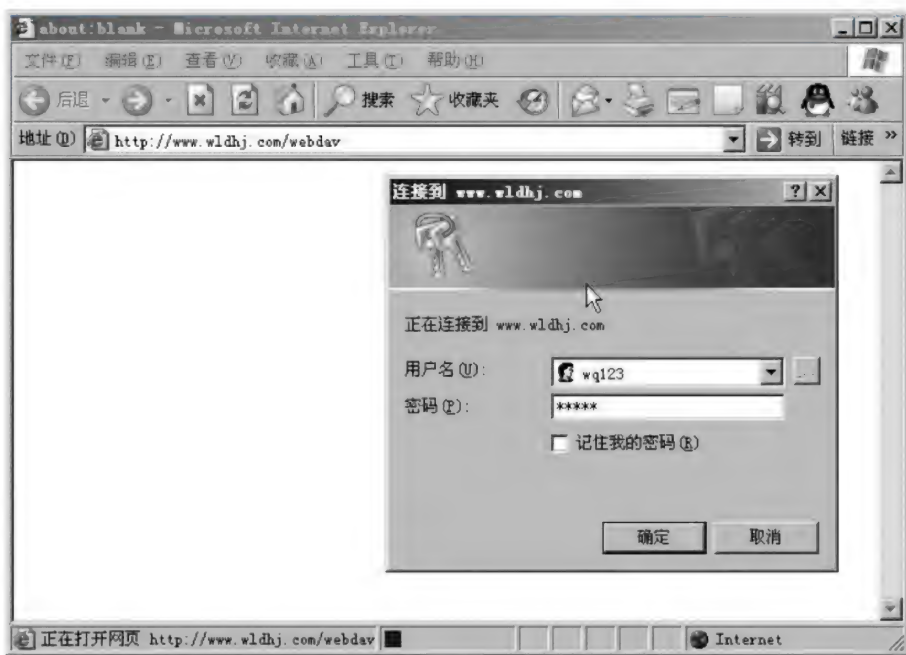 about:blank - Microsoft Internet Explorer
文件(F) 编辑(E) 查看(V) 收藏(A) 工具(T) 帮助(H)
后退 搜索 收藏夹
地址(D) http://www.wldhj.com/webdav 转到 链接 »
连接到 www.wldhj.com
正在连接到 www.wldhj.com
用户名(U): wq123
密码(P): *****
记住我的密码(R)
确定 取消
正在打开网页 http://www.wldhj.com/webdav Internet